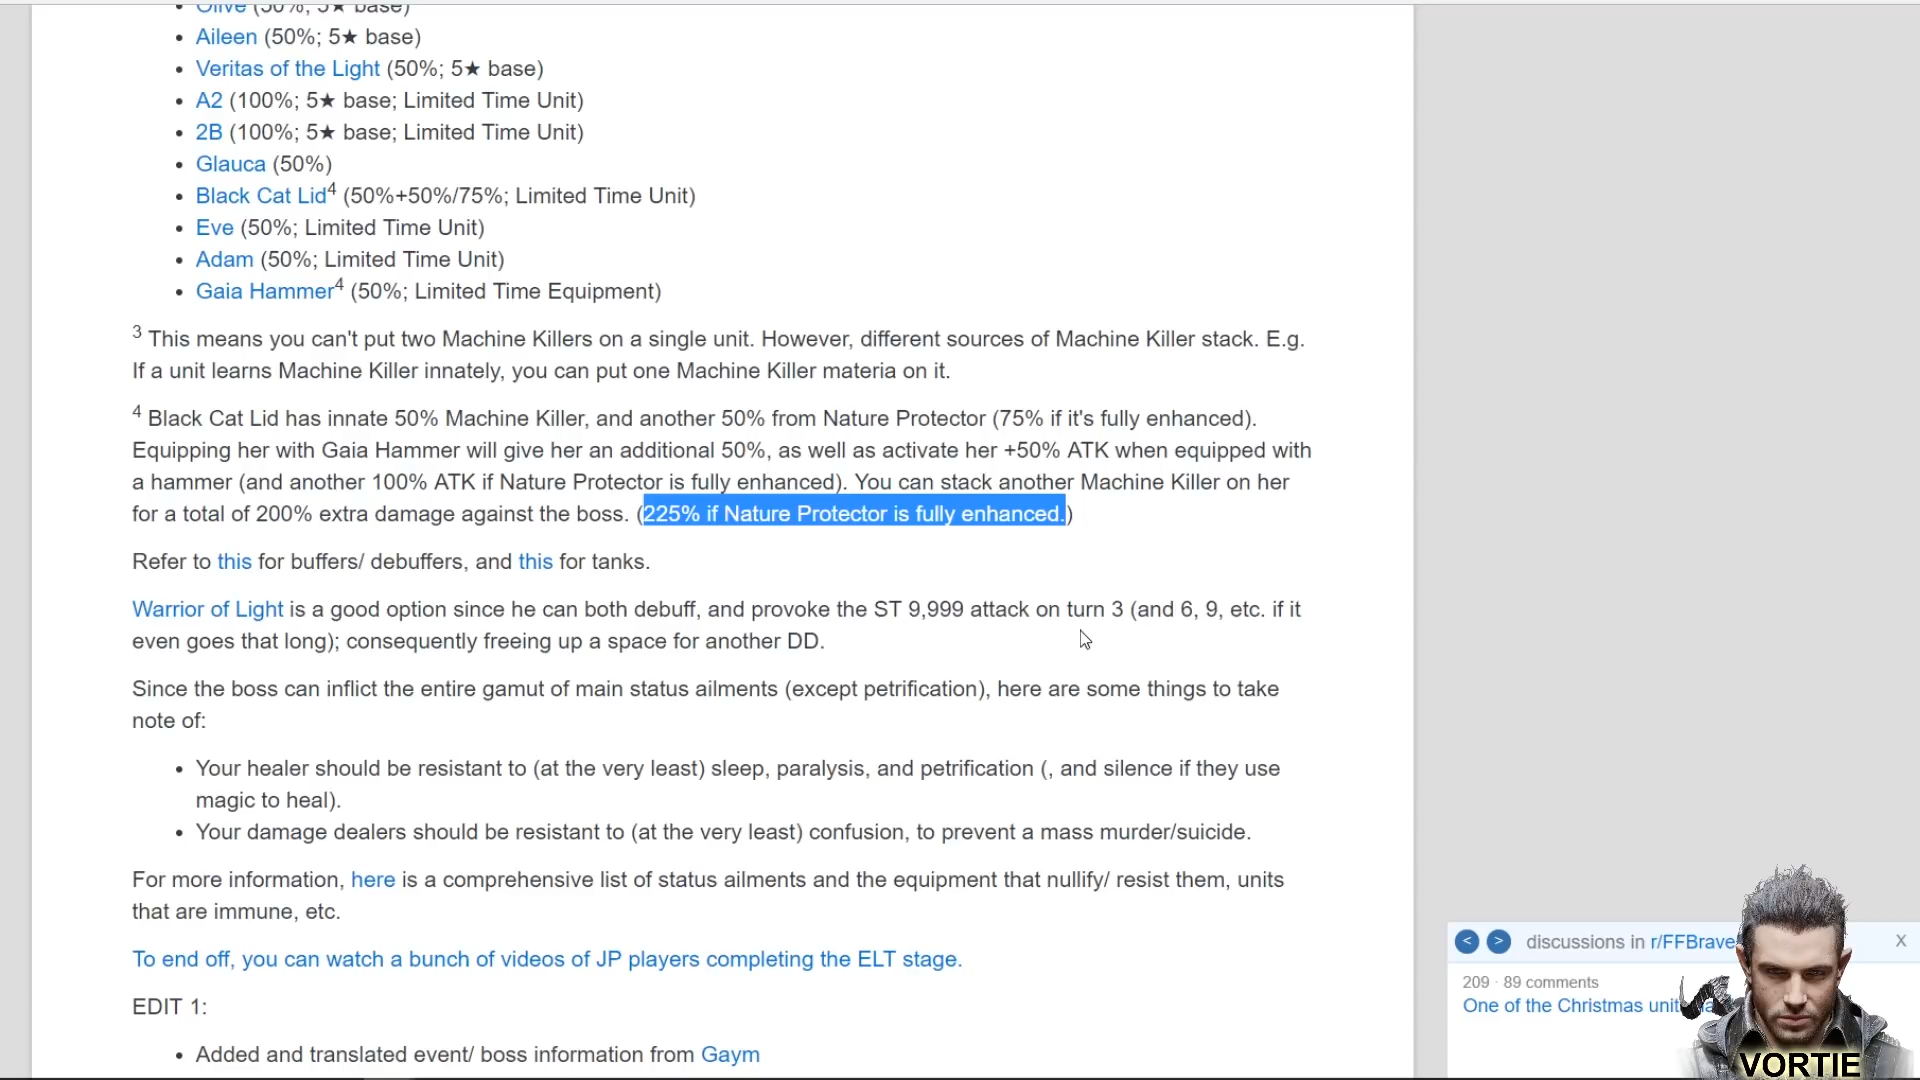 • Olive (50%; 5★ base)
• Aileen (50%; 5★ base)
• Veritas of the Light (50%; 5★ base)
• A2 (100%; 5★ base; Limited Time Unit)
• 2B (100%; 5★ base; Limited Time Unit)
• Glauca (50%)
• Black Cat Lid4 (50%+50%/75%; Limited Time Unit)
• Eve (50%; Limited Time Unit)
• Adam (50%; Limited Time Unit)
• Gaia Hammer4 (50%; Limited Time Equipment)
3 This means you can't put two Machine Killers on a single unit. However, different sources of Machine Killer stack. E.g.
If a unit learns Machine Killer innately, you can put one Machine Killer materia on it.
4 Black Cat Lid has innate 50% Machine Killer, and another 50% from Nature Protector (75% if it's fully enhanced).
Equipping her with Gaia Hammer will give her an additional 50%, as well as activate her +50% ATK when equipped with
a hammer (and another 100% ATK if Nature Protector is fully enhanced). You can stack another Machine Killer on her
for a total of 200% extra damage against the boss. (225% if Nature Protector is fully enhanced.)
Refer to this for buffers/ debuffers, and this for tanks.
Warrior of Light is a good option since he can both debuff, and provoke the ST 9,999 attack on turn 3 (and 6, 9, etc. if it
even goes that long); consequently freeing up a space for another DD.
Since the boss can inflict the entire gamut of main status ailments (except petrification), here are some things to take
note of:
• Your healer should be resistant to (at the very least) sleep, paralysis, and petrification (, and silence if they use
magic to heal).
• Your damage dealers should be resistant to (at the very least) confusion, to prevent a mass murder/suicide.
For more information, here is a comprehensive list of status ailments and the equipment that nullify/ resist them, units
that are immune, etc.
To end off, you can watch a bunch of videos of JP players completing the ELT stage.
EDIT 1:
• Added and translated event/ boss information from Gaym
< > discussions in r/FFBrave X
209 · 89 comments
One of the Christmas unit
VORTIE